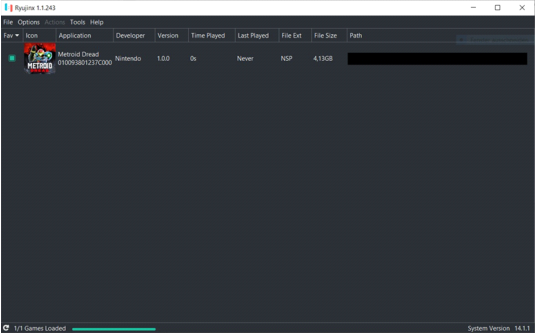 Ryujinx 1.1.243
File Options Actions Tools Help
Fav Icon Application Developer Version Time Played Last Played File Ext File Size Path
METROID
Metroid Dread
010093801237C000
Nintendo 1.0.0 0s Never NSP 4,13GB
1/1 Games Loaded System Version 14.1.1